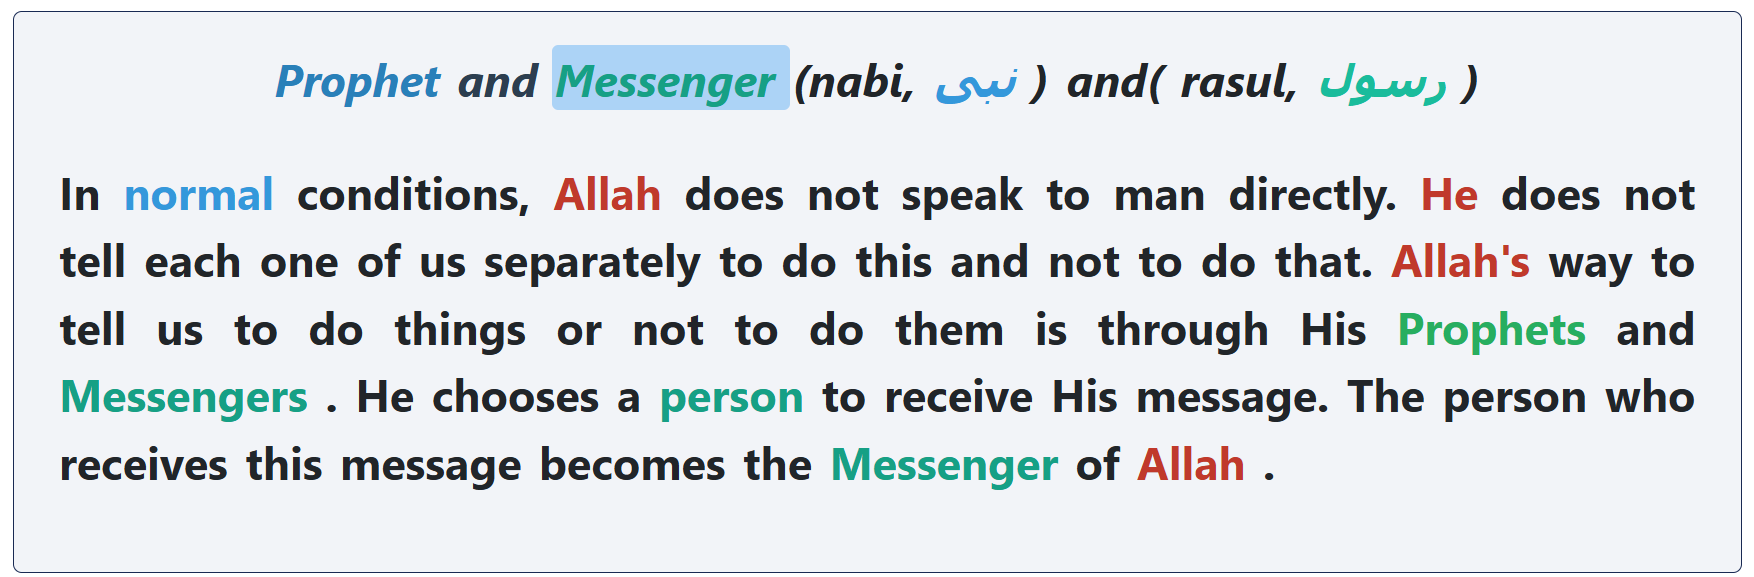 Prophet and Messenger (nabi, نبی ) and( rasul, رسول )
In normal conditions, Allah does not speak to man directly. He does not
tell each one of us separately to do this and not to do that. Allah's way to
tell us to do things or not to do them is through His Prophets and
Messengers . He chooses a person to receive His message. The person who
receives this message becomes the Messenger of Allah .